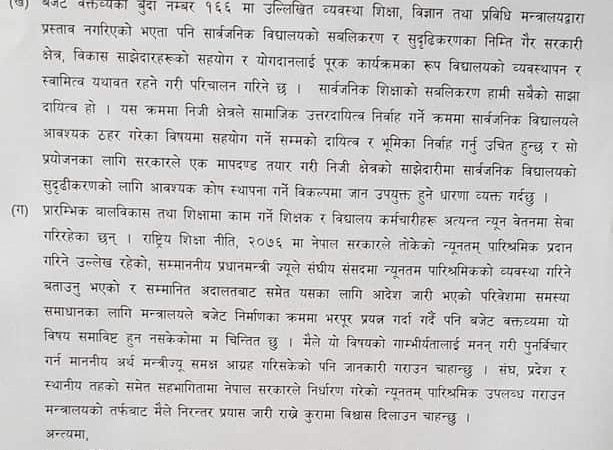 (ख) बजेट वक्तव्यको बुंदा नम्बर १६६ मा उल्लिखित व्यवस्था शिक्षा, विज्ञान तथा प्रविधि मन्त्रालयद्वारा
प्रस्ताव नगरिएको भएता पनि सार्वजनिक विद्यालयको सबलिकरण र सुदृढिकरणका निम्ति गैर सरकारी
क्षेत्र, विकास साझेदारहरूको सहयोग र योगदानलाई पूरक कार्यक्रमका रूप विद्यालयको व्यवस्थापन र
स्वामित्व यथावत रहने गरी परिचालन गरिने छ । सार्वजनिक शिक्षाको सबलिकरण हामी सबैको साझा
दायित्व हो । यस क्रममा निजी क्षेत्रले सामाजिक उत्तरदायित्व निर्वाह गर्ने क्रममा सार्वजनिक विद्यालयले
आवश्यक ठहर गरेका विषयमा सहयोग गर्ने सम्मको दायित्व र भूमिका निर्वाह गर्नु उचित हुन्छ र सो
प्रयोजनका लागि सरकारले एक मापदण्ड तयार गरी निजी क्षेत्रको साझेदारीमा सार्वजनिक विद्यालयको
सुदृढीकरणको लागि आवश्यक कोष स्थापना गर्ने विकल्पमा जान उपयुक्त हुने धारणा व्यक्त गर्दछु ।
(ग) प्रारम्भिक बालविकास तथा शिक्षामा काम गर्ने शिक्षक र विद्यालय कर्मचारीहरू अत्यन्त न्यून वेतनमा सेवा
गरिरहेका छन् । राष्ट्रिय शिक्षा नीति, २०७६ मा नेपाल सरकारले तोकेको न्यूनतम् पारिश्रमिक प्रदान
गरिने उल्लेख रहेको, सम्माननीय प्रधानमन्त्री ज्यूले संघीय संसदमा न्यूनतम पारिश्रमिकको व्यवस्था गरिने
बताउनु भएको र सम्मानित अदालतबाट समेत यसका लागि आदेश जारी भएको परिवेशमा समस्या
समाधानका लागि मन्त्रालयले बजेट निर्माणका क्रममा भरपूर प्रयत्न गर्दा गर्दै पनि बजेट वक्तव्यमा यो
विषय समाविष्ट हुन नसकेकोमा म चिन्तित छु । मैले यो विषयको गाम्भीर्यतालाई मनन् गरी पुनर्विचार
गर्न माननीय अर्थ मन्त्रीज्यू समक्ष आग्रह गरिसकेको पनि जानकारी गराउन चाहान्छु । संघ, प्रदेश र
स्थानीय तहको समेत सहभागितामा नेपाल सरकारले निर्धारण गरेको न्यूनतम् पारिश्रमिक उपलब्ध गराउन
मन्त्रालयको तर्फबाट मैले निरन्तर प्रयास जारी राख्ने कुरामा विश्वास दिलाउन चाहन्छु ।
अन्त्यमा,